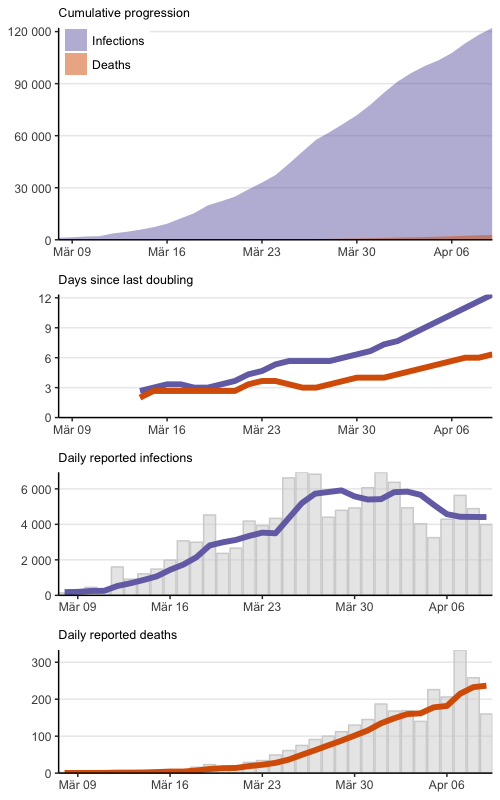 Cumulative progression
120 000
90 000
60 000
30 000
0
Infections
Deaths
Mär 09 Mär 16 Mär 23 Mär 30 Apr 06
Days since last doubling
12
9
6
3
0
Mär 09 Mär 16 Mär 23 Mär 30 Apr 06
Daily reported infections
6 000
4 000
2 000
0
Mär 09 Mär 16 Mär 23 Mär 30 Apr 06
Daily reported deaths
300
200
100
0
Mär 09 Mär 16 Mär 23 Mär 30 Apr 06